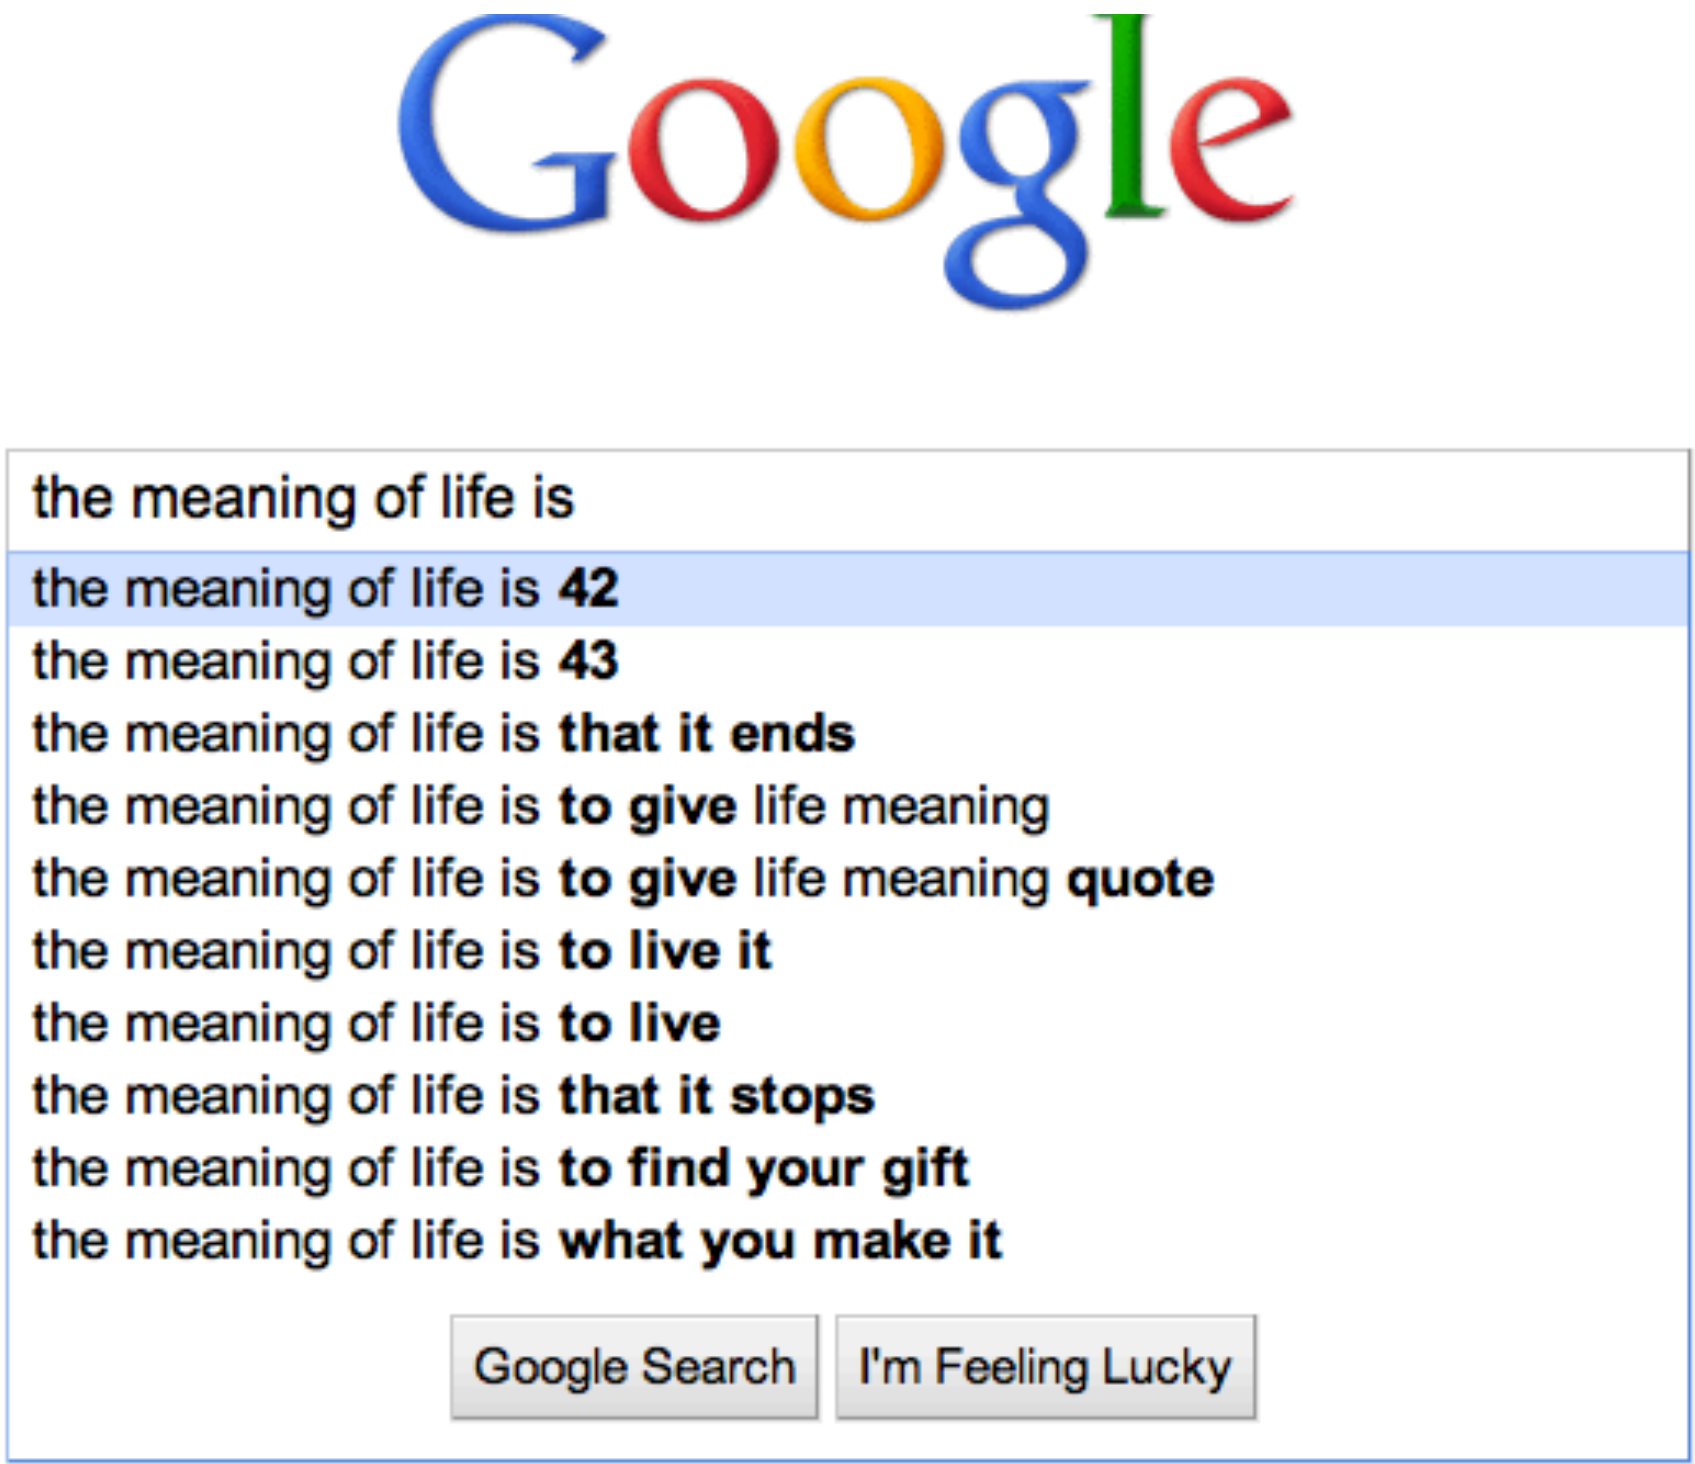 Google
the meaning of life is
the meaning of life is 42
the meaning of life is 43
the meaning of life is that it ends
the meaning of life is to give life meaning
the meaning of life is to give life meaning quote
the meaning of life is to live it
the meaning of life is to live
the meaning of life is that it stops
the meaning of life is to find your gift
the meaning of life is what you make it
Google Search I'm Feeling Lucky